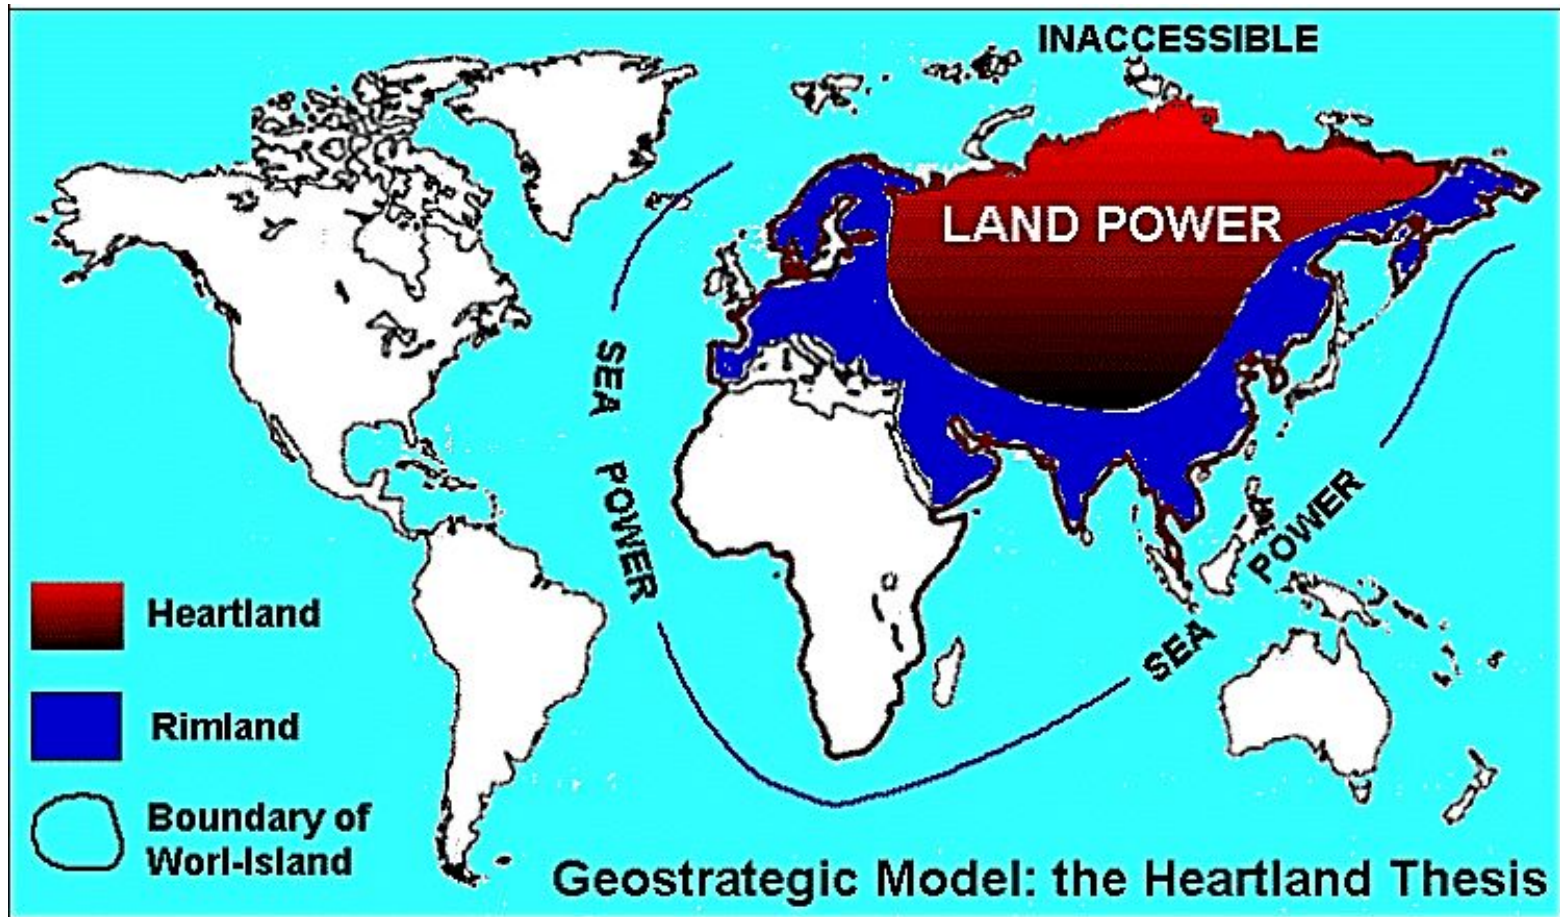 INACCESSIBLE
LAND POWER
SEA POWER
SEA POWER
Heartland
Rimland
Boundary of
Worl-Island
Geostrategic Model: the Heartland Thesis